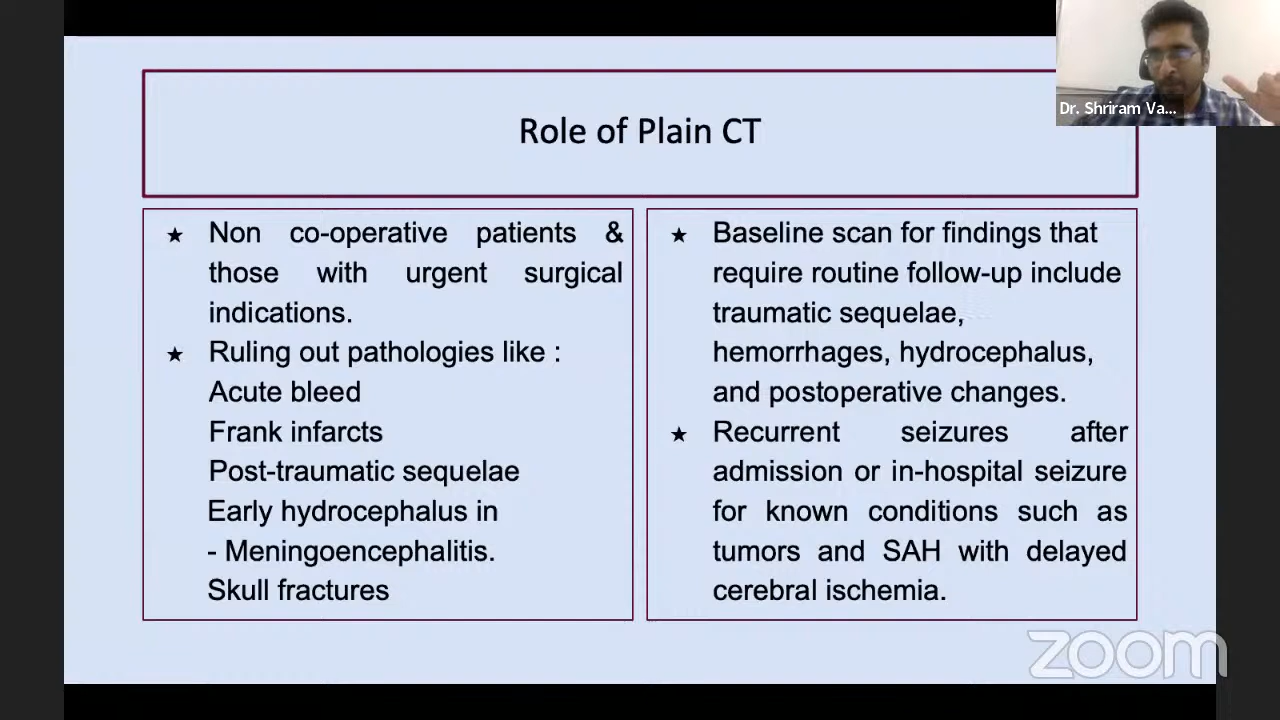 Role of Plain CT
Dr. Shriram Va...
★ Non co-operative patients &
those with urgent surgical
indications.
★ Ruling out pathologies like :
Acute bleed
Frank infarcts
Post-traumatic sequelae
Early hydrocephalus in
- Meningoencephalitis.
Skull fractures
★ Baseline scan for findings that
require routine follow-up include
traumatic sequelae,
hemorrhages, hydrocephalus,
and postoperative changes.
★ Recurrent seizures after
admission or in-hospital seizure
for known conditions such as
tumors and SAH with delayed
cerebral ischemia.
zoom